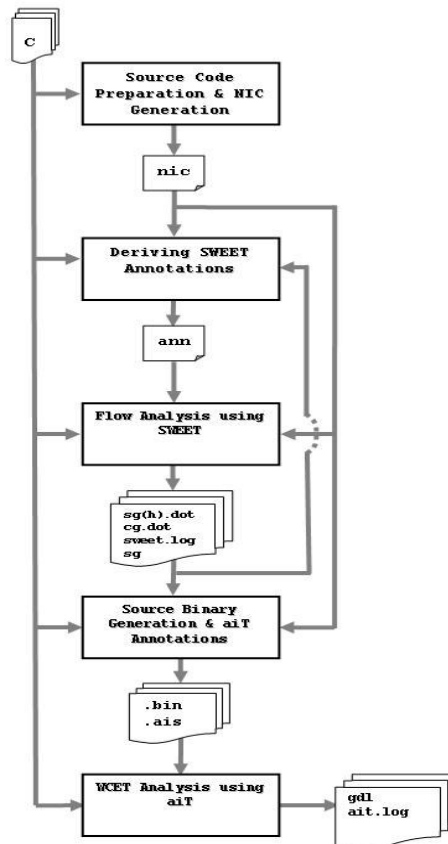 C
Source Code
Preparation & NIC
Generation
nic
Deriving SWEET
Annotations
ann
Flow Analysis using
SWEET
sg(h).dot
cg.dot
sweet.log
sg
Source Binary
Generation & aiT
Annotations
.bin
.ais
WCET Analysis using
aiT
gdl
ait.log